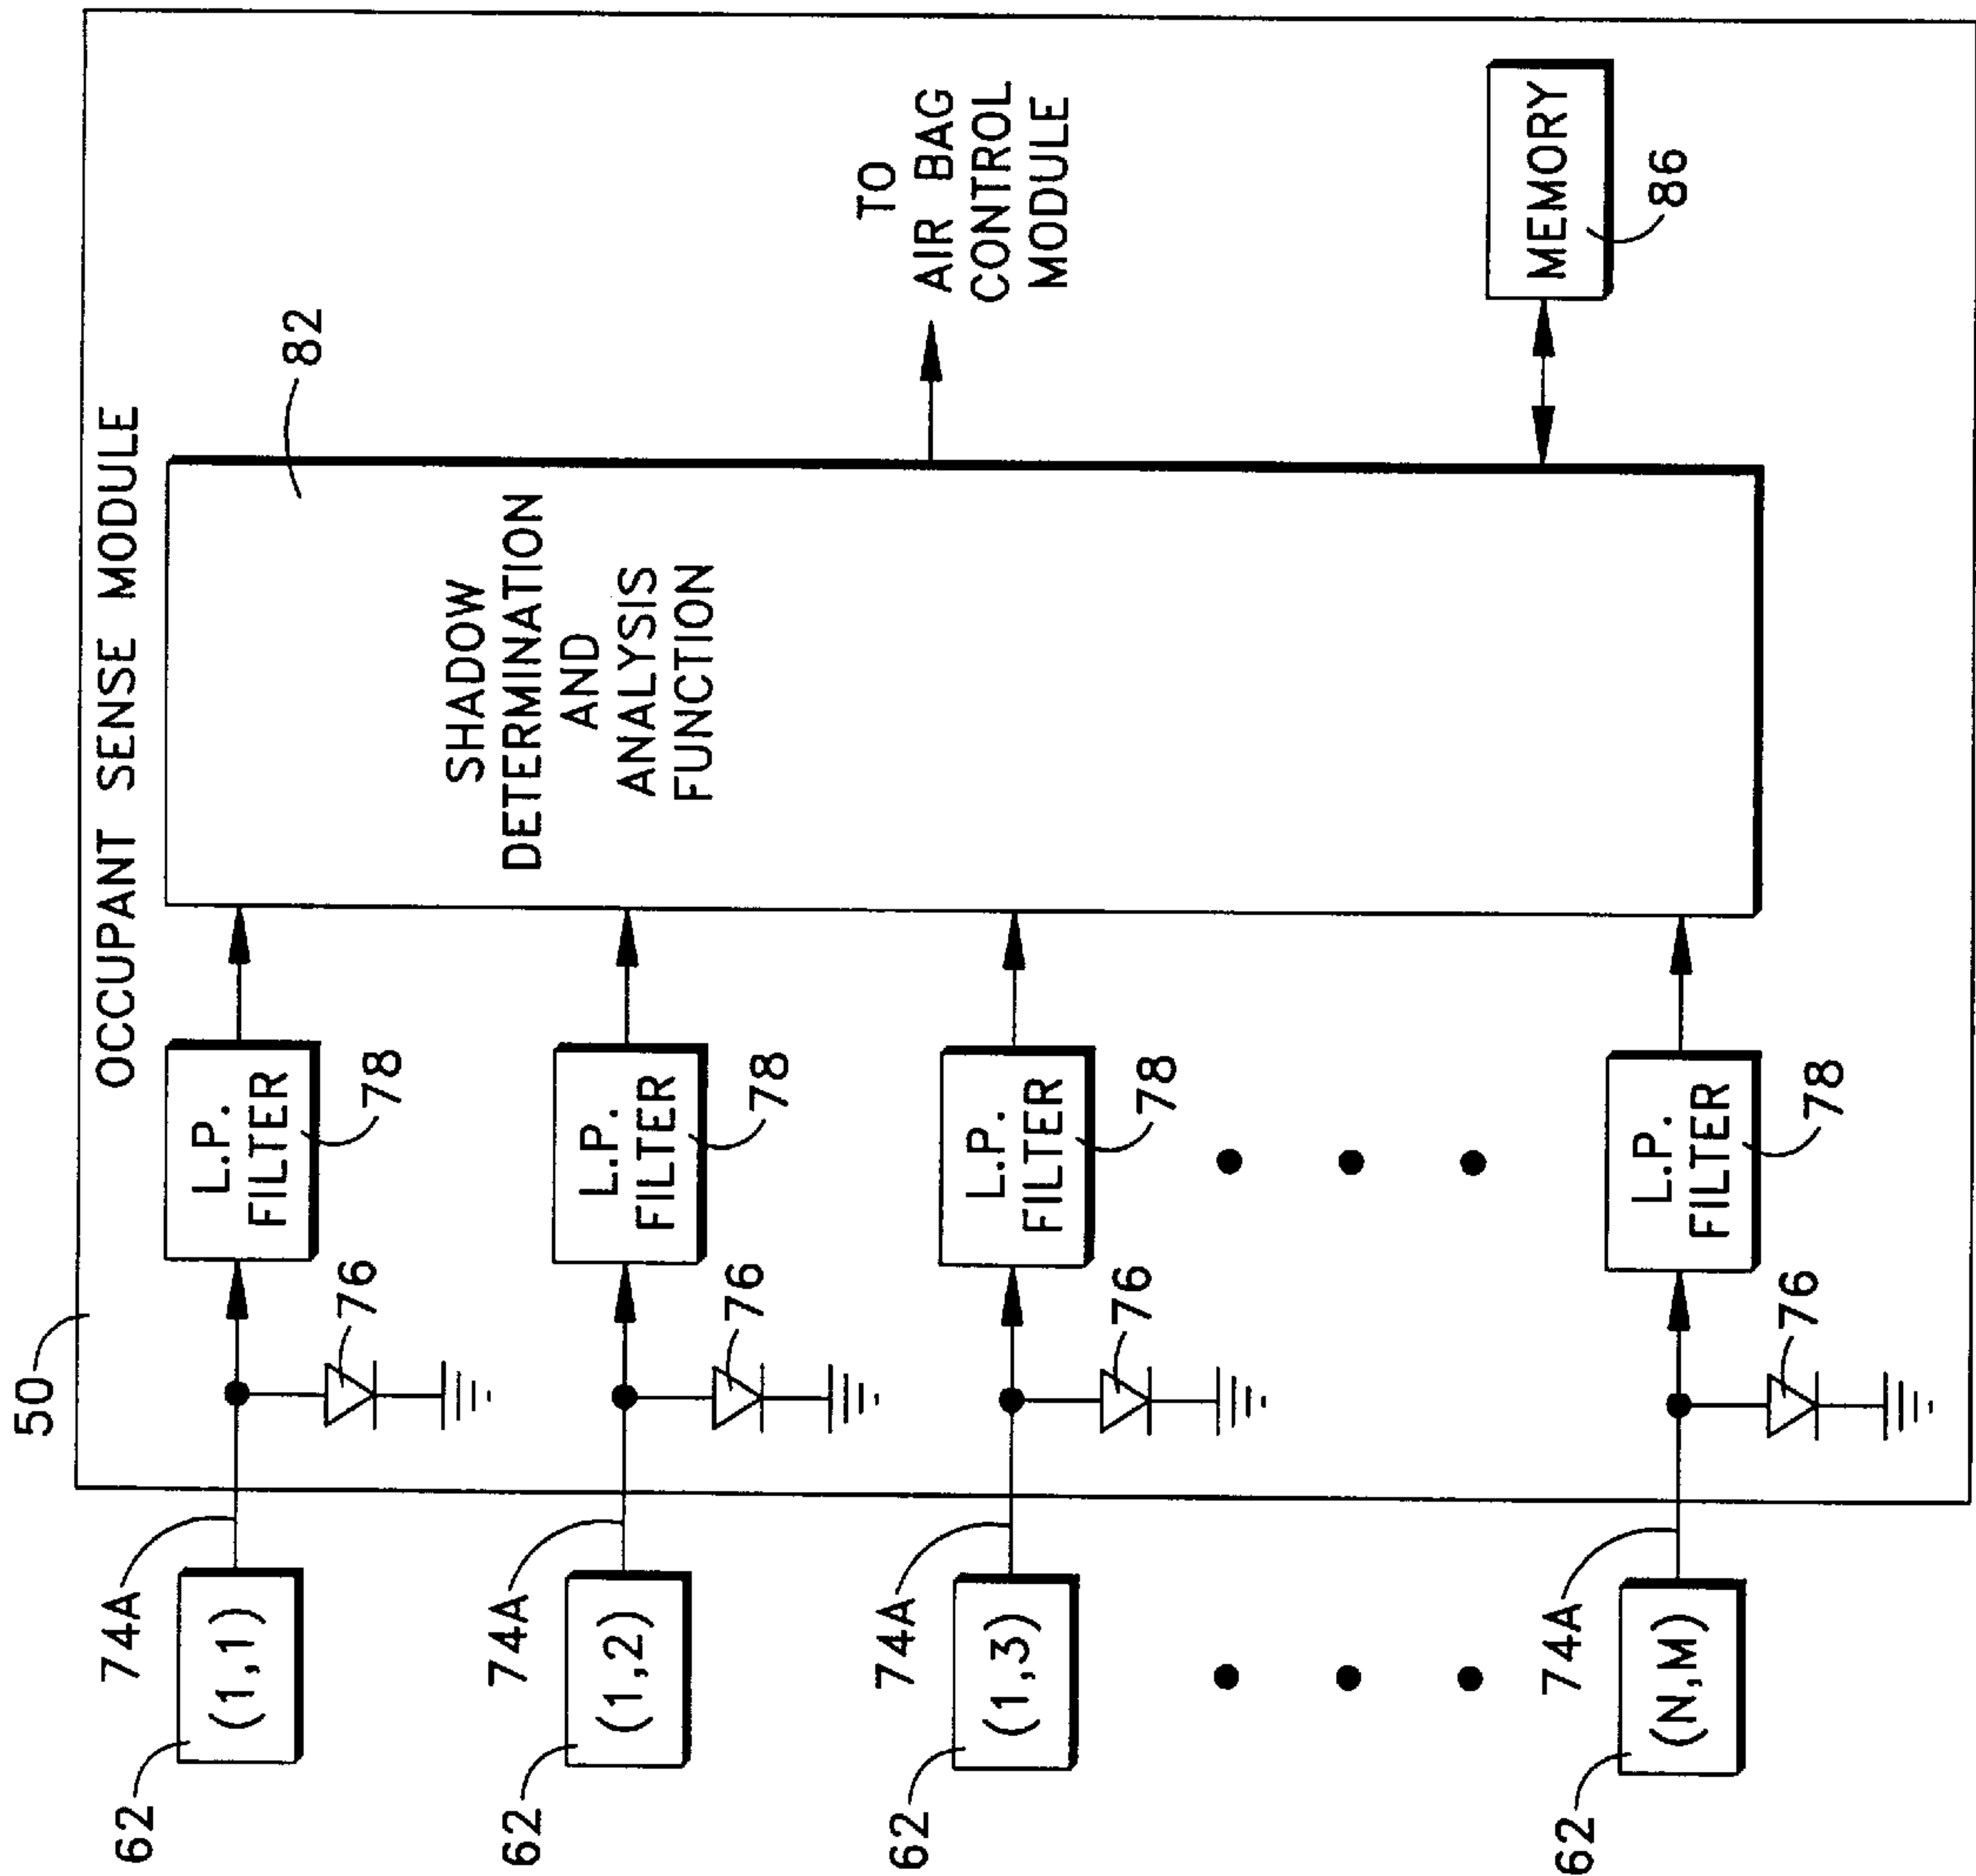 50
OCCUPANT SENSE MODULE
62
(1,1)
74A
76
L.P.
FILTER
78
62
(1,2)
74A
76
L.P.
FILTER
78
62
(1,3)
74A
76
L.P.
FILTER
78
62
(N,M)
74A
76
L.P.
FILTER
78
SHADOW
DETERMINATION
AND
ANALYSIS
FUNCTION
82
TO
AIR BAG
CONTROL
MODULE
MEMORY
86